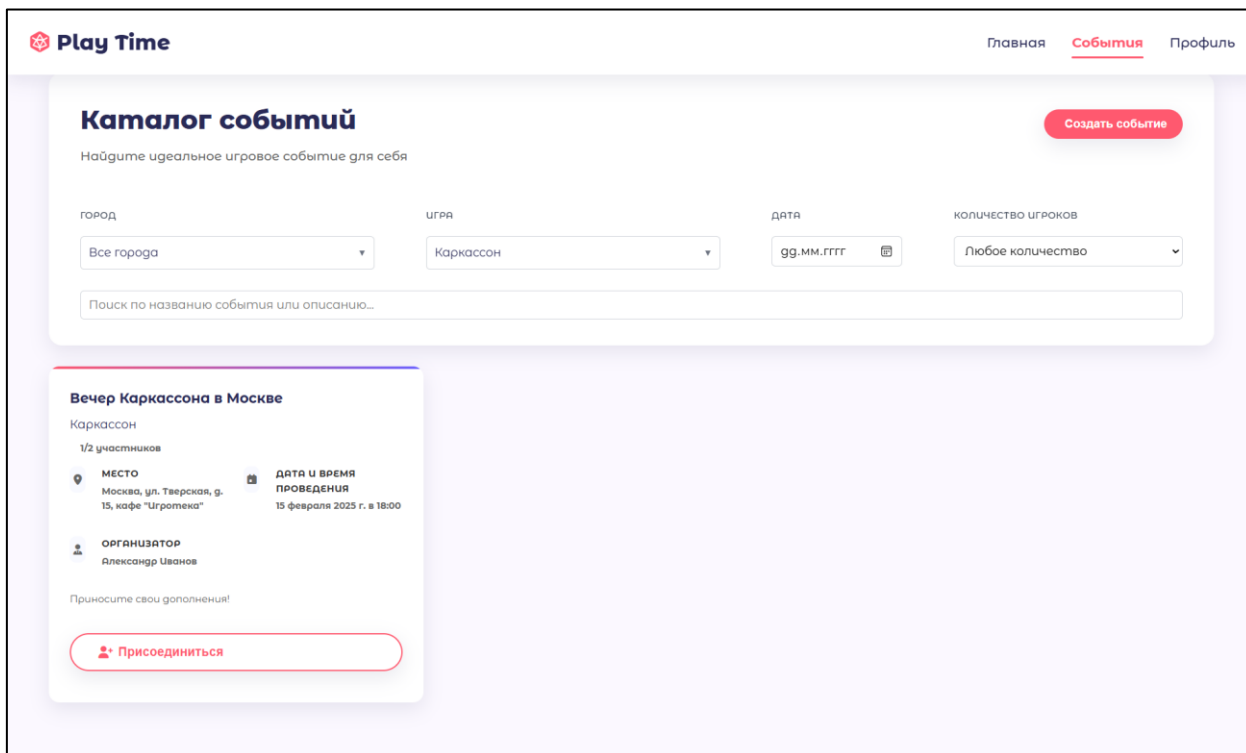 Play Time
Главная События Профиль
Каталог событий
Создать событие
Найдите идеальное игровое событие для себя
ГОРОД ИГРА ДАТА КОЛИЧЕСТВО ИГРОКОВ
Все города Каркассон дд.мм.гггг Любое количество
Поиск по названию события или описанию...
Вечер Каркассона в Москве
Каркассон
1/2 участников
МЕСТО
Москва, ул. Тверская, д.
15, кафе "Игротека"
ДАТА И ВРЕМЯ
ПРОВЕДЕНИЯ
15 февраля 2025 г. в 18:00
ОРГАНИЗАТОР
Александр Иванов
Приносите свои дополнения!
Присоединиться